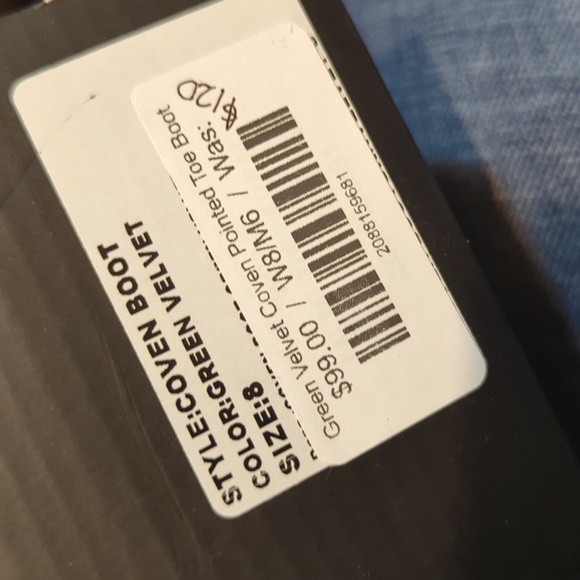 STYLE:COVEN BOOT
COLOR:GREEN VELVET
SIZE:8
Green Velvet Coven Pointed Toe Boot
$99.00 / W8/M6 / Was: $120
2088159681